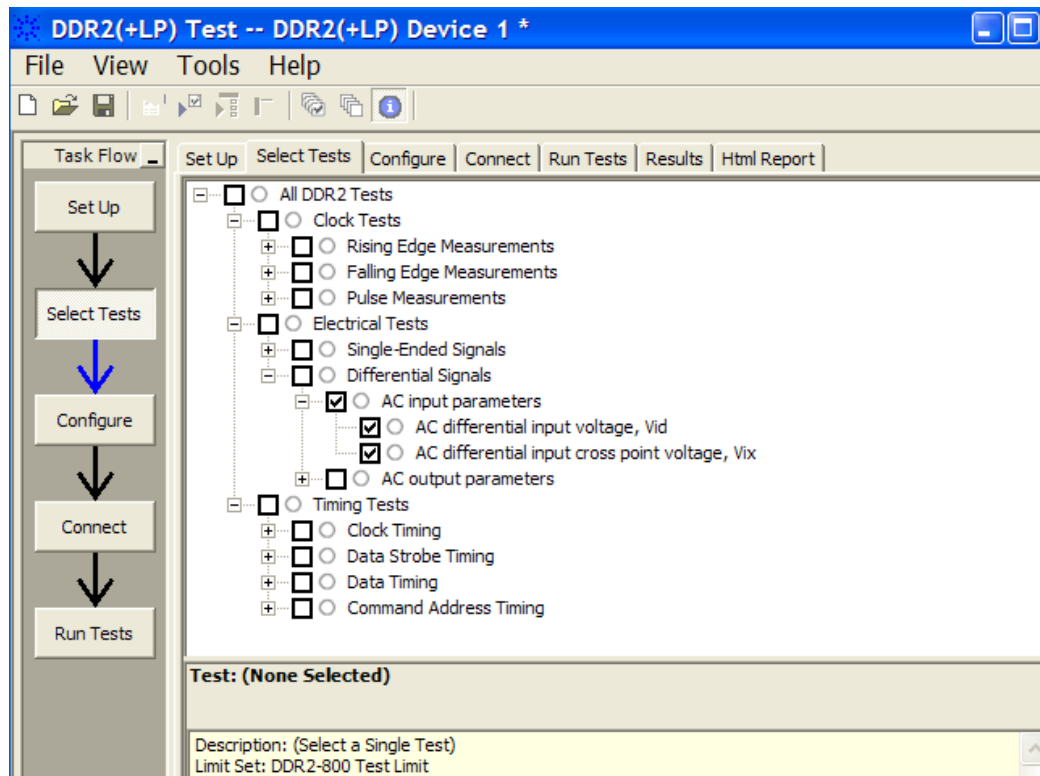 DDR2(+LP) Test -- DDR2(+LP) Device 1 *
File View Tools Help
Task Flow
Set Up Select Tests Configure Connect Run Tests Results Html Report
Set Up
Select Tests
Configure
Connect
Run Tests
All DDR2 Tests
Clock Tests
Rising Edge Measurements
Falling Edge Measurements
Pulse Measurements
Electrical Tests
Single-Ended Signals
Differential Signals
AC input parameters
AC differential input voltage, Vid
AC differential input cross point voltage, Vix
AC output parameters
Timing Tests
Clock Timing
Data Strobe Timing
Data Timing
Command Address Timing
Test: (None Selected)
Description: (Select a Single Test)
Limit Set: DDR2-800 Test Limit